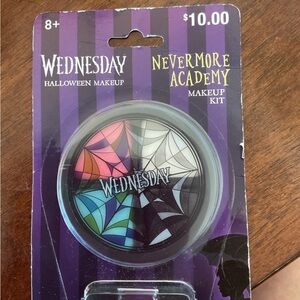 8+
$10.00
WEDNESDAY
HALLOWEEN MAKEUP
NEVERMORE
ACADEMY
MAKEUP
KIT
WEDNESDAY